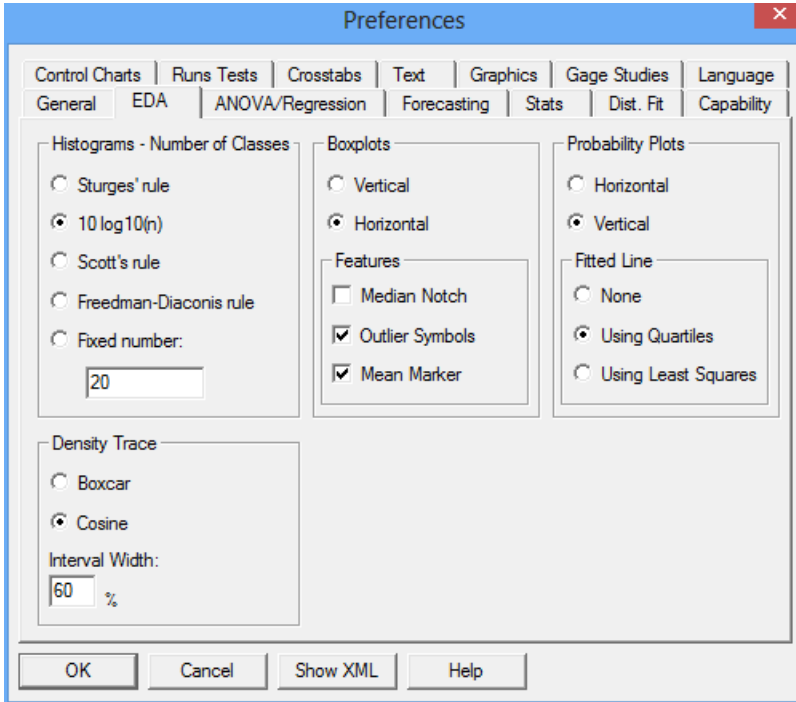 Preferences
Control Charts Runs Tests Crosstabs Text Graphics Gage Studies Language
General EDA ANOVA/Regression Forecasting Stats Dist. Fit Capability
Histograms - Number of Classes
Sturges' rule
10 log10(n)
Scott's rule
Freedman-Diaconis rule
Fixed number:
20
Boxplots
Vertical
Horizontal
Features
Median Notch
Outlier Symbols
Mean Marker
Probability Plots
Horizontal
Vertical
Fitted Line
None
Using Quartiles
Using Least Squares
Density Trace
Boxcar
Cosine
Interval Width:
60 %
OK Cancel Show XML Help